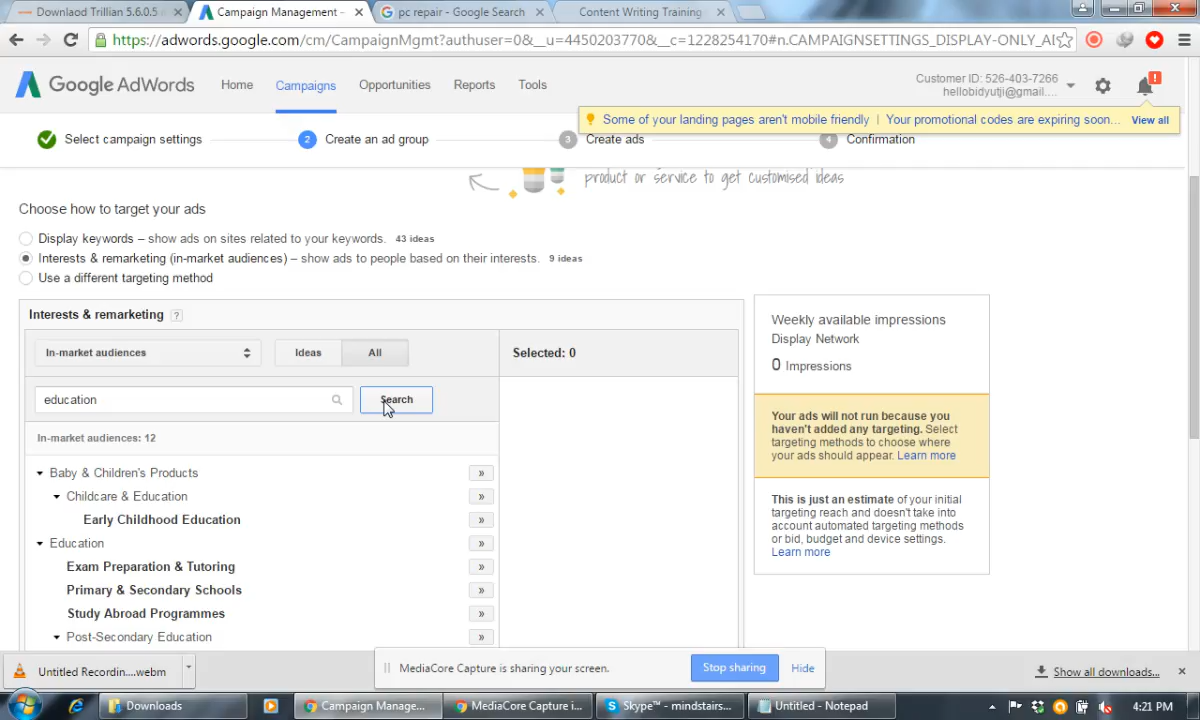 Downlaod Trillian 5.6.0.5
Campaign Management -
pc repair - Google Search
Content Writing Training
https://adwords.google.com/cm/CampaignMgmt?authuser=0&__u=4450203770&__c=1228254170#n.CAMPAIGNSETTINGS_DISPLAY-ONLY_A
Google AdWords
Home
Campaigns
Opportunities
Reports
Tools
Customer ID: 526-403-7266
hellobidyutji@gmail....
Some of your landing pages aren't mobile friendly | Your promotional codes are expiring soon... View all
Select campaign settings
2 Create an ad group
3 Create ads
4 Confirmation
product or service to get customised ideas
Choose how to target your ads
Display keywords – show ads on sites related to your keywords. 43 ideas
Interests & remarketing (in-market audiences) – show ads to people based on their interests. 9 ideas
Use a different targeting method
Interests & remarketing ?
In-market audiences
Ideas
All
Selected: 0
education
Search
In-market audiences: 12
Baby & Children's Products »
Childcare & Education »
Early Childhood Education »
Education »
Exam Preparation & Tutoring »
Primary & Secondary Schools »
Study Abroad Programmes »
Post-Secondary Education »
Weekly available impressions
Display Network
0 Impressions
Your ads will not run because you
haven't added any targeting. Select
targeting methods to choose where
your ads should appear. Learn more
This is just an estimate of your initial
targeting reach and doesn't take into
account automated targeting methods
or bid, budget and device settings.
Learn more
Untitled Recordin....webm
MediaCore Capture is sharing your screen.
Stop sharing
Hide
Show all downloads...
Downloads
Campaign Manage...
MediaCore Capture i...
Skype™ - mindstairs...
Untitled - Notepad
4:21 PM